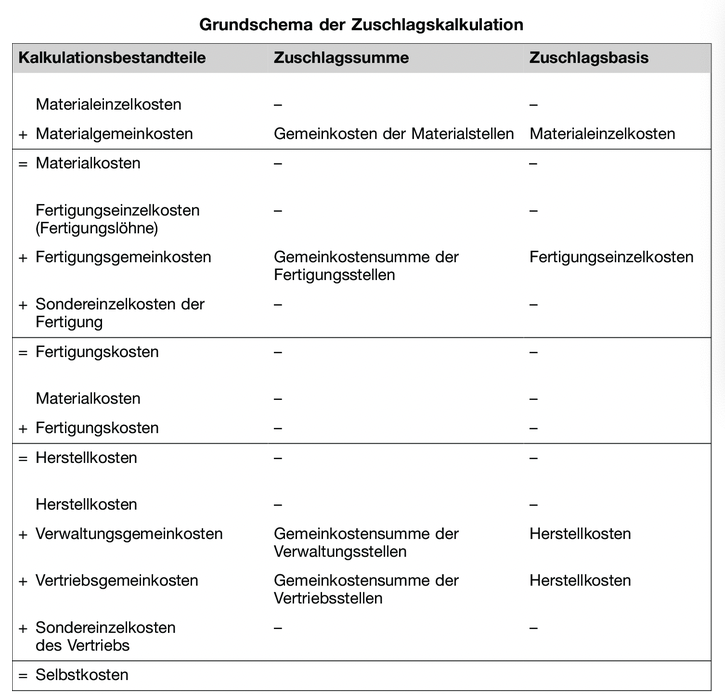 Grundschema der Zuschlagskalkulation
Kalkulationsbestandteile Zuschlagssumme Zuschlagsbasis
Materialeinzelkosten – –
+ Materialgemeinkosten Gemeinkosten der Materialstellen Materialeinzelkosten
= Materialkosten – –
Fertigungseinzelkosten – –
(Fertigungslöhne)
+ Fertigungsgemeinkosten Gemeinkostensumme der Fertigungseinzelkosten
Fertigungsstellen
+ Sondereinzelkosten der – –
Fertigung
= Fertigungskosten – –
Materialkosten – –
+ Fertigungskosten – –
= Herstellkosten – –
Herstellkosten – –
+ Verwaltungsgemeinkosten Gemeinkostensumme der Herstellkosten
Verwaltungsstellen
+ Vertriebsgemeinkosten Gemeinkostensumme der Herstellkosten
Vertriebsstellen
+ Sondereinzelkosten – –
des Vertriebs
= Selbstkosten